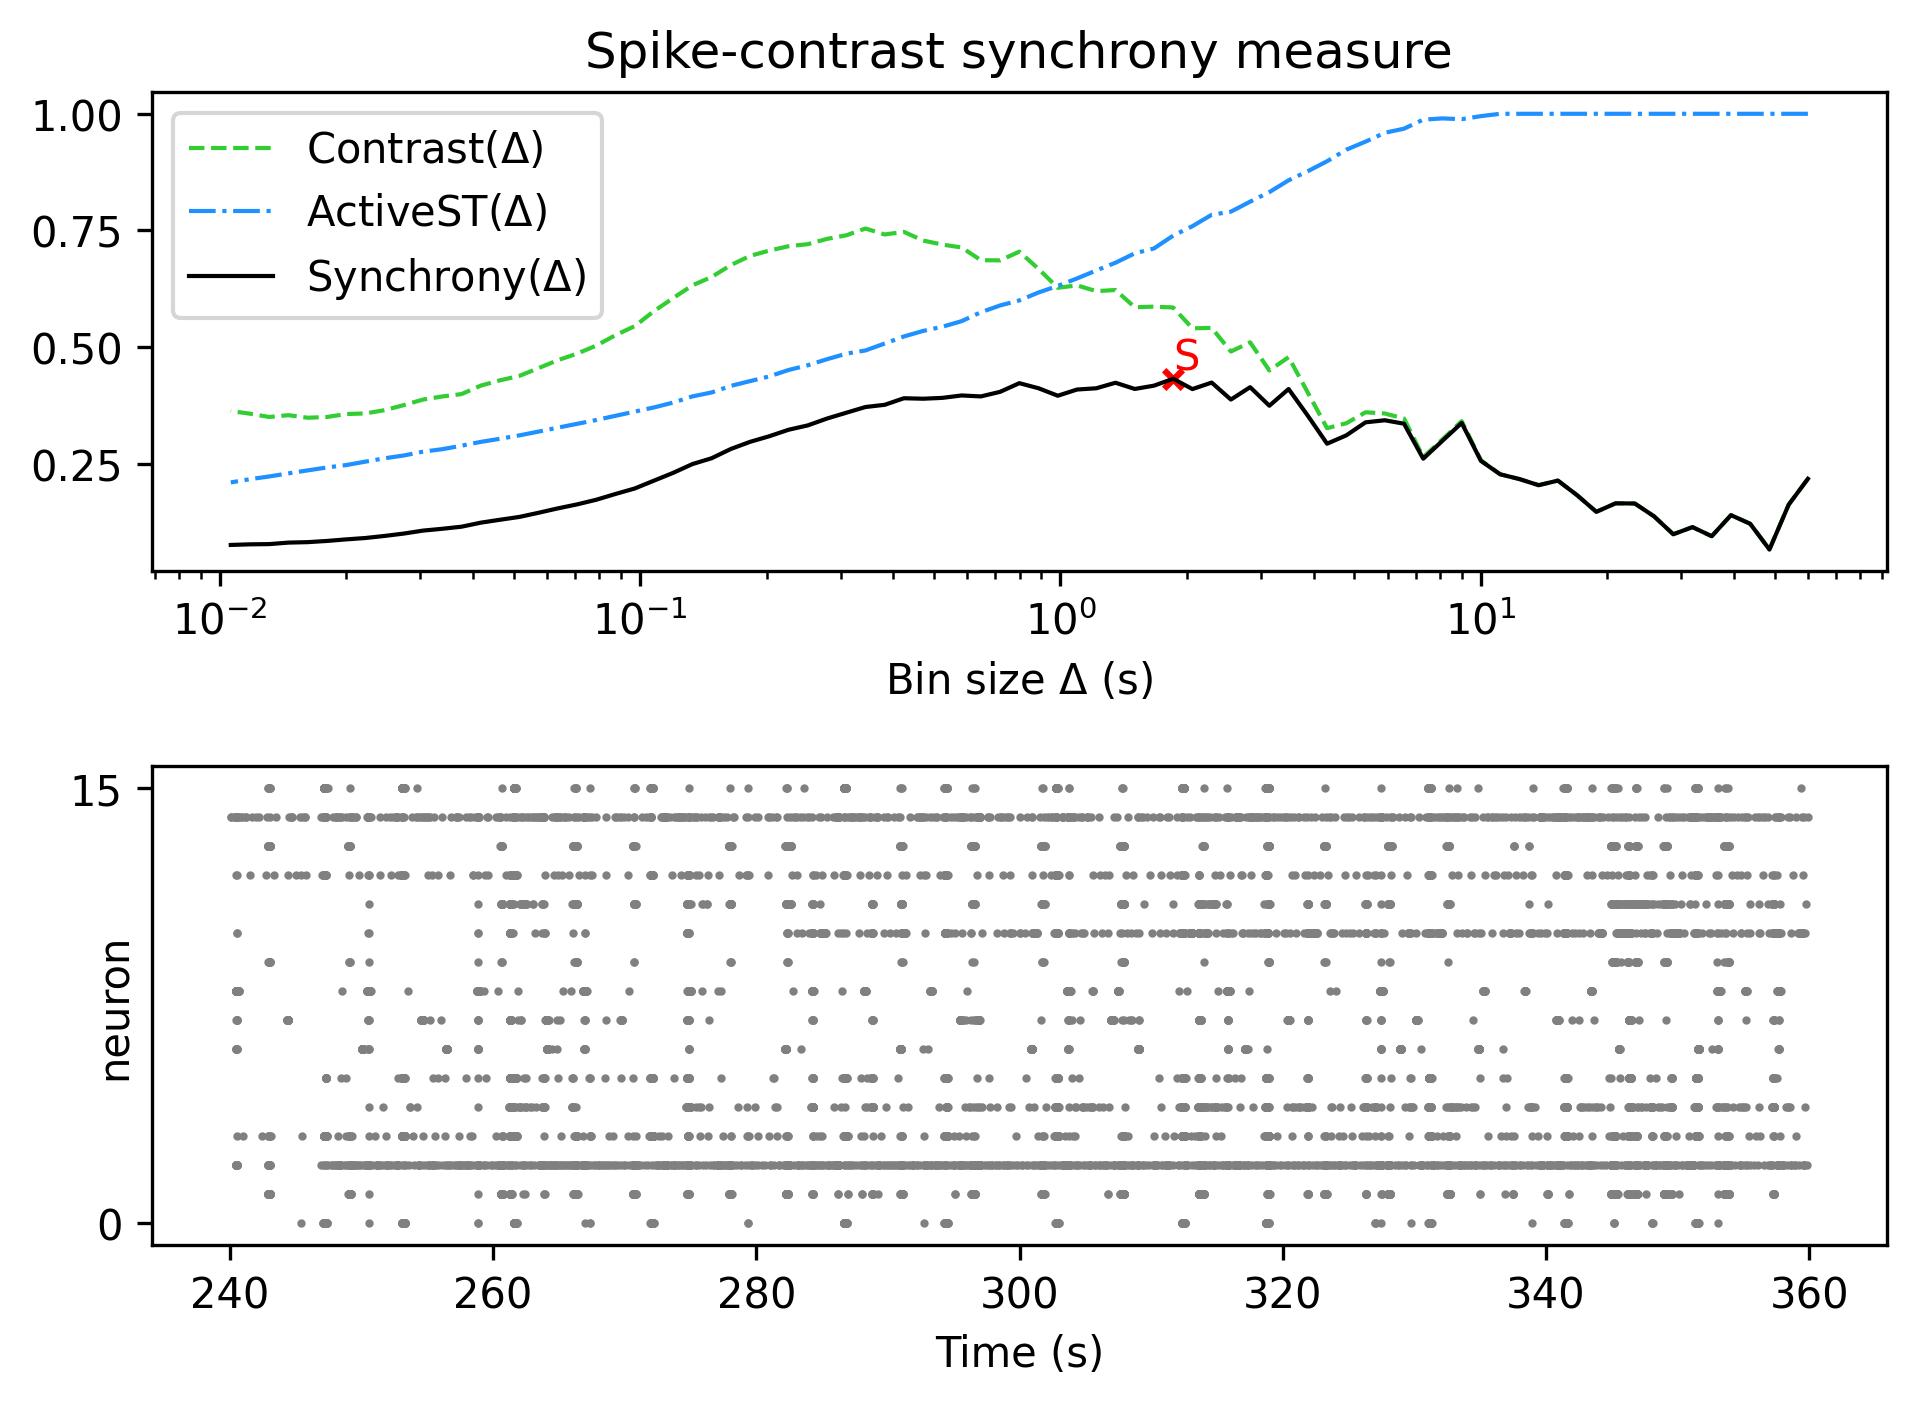 Spike-contrast synchrony measure
Contrast(Δ)
ActiveST(Δ)
Synchrony(Δ)
1.00
0.75
0.50
0.25
S
10⁻² 10⁻¹ 10⁰ 10¹
Bin size Δ (s)
15
neuron
0
240 260 280 300 320 340 360
Time (s)